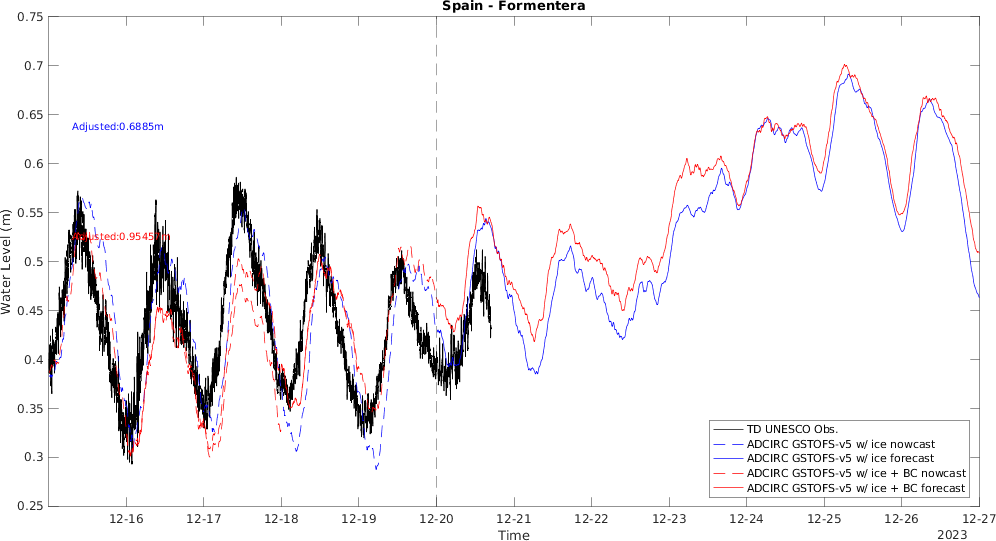 Spain - Formentera
0.75
0.7
0.65
0.6
0.55
0.5
0.45
0.4
0.35
0.3
0.25
Water Level (m)
Adjusted:0.6885m
TD UNESCO Obs.
ADCIRC GSTOFS-v5 w/ ice nowcast
ADCIRC GSTOFS-v5 w/ ice forecast
ADCIRC GSTOFS-v5 w/ ice + BC nowcast
ADCIRC GSTOFS-v5 w/ ice + BC forecast
12-16 12-17 12-18 12-19 12-20 12-21 12-22 12-23 12-24 12-25 12-26 12-27
Time
2023